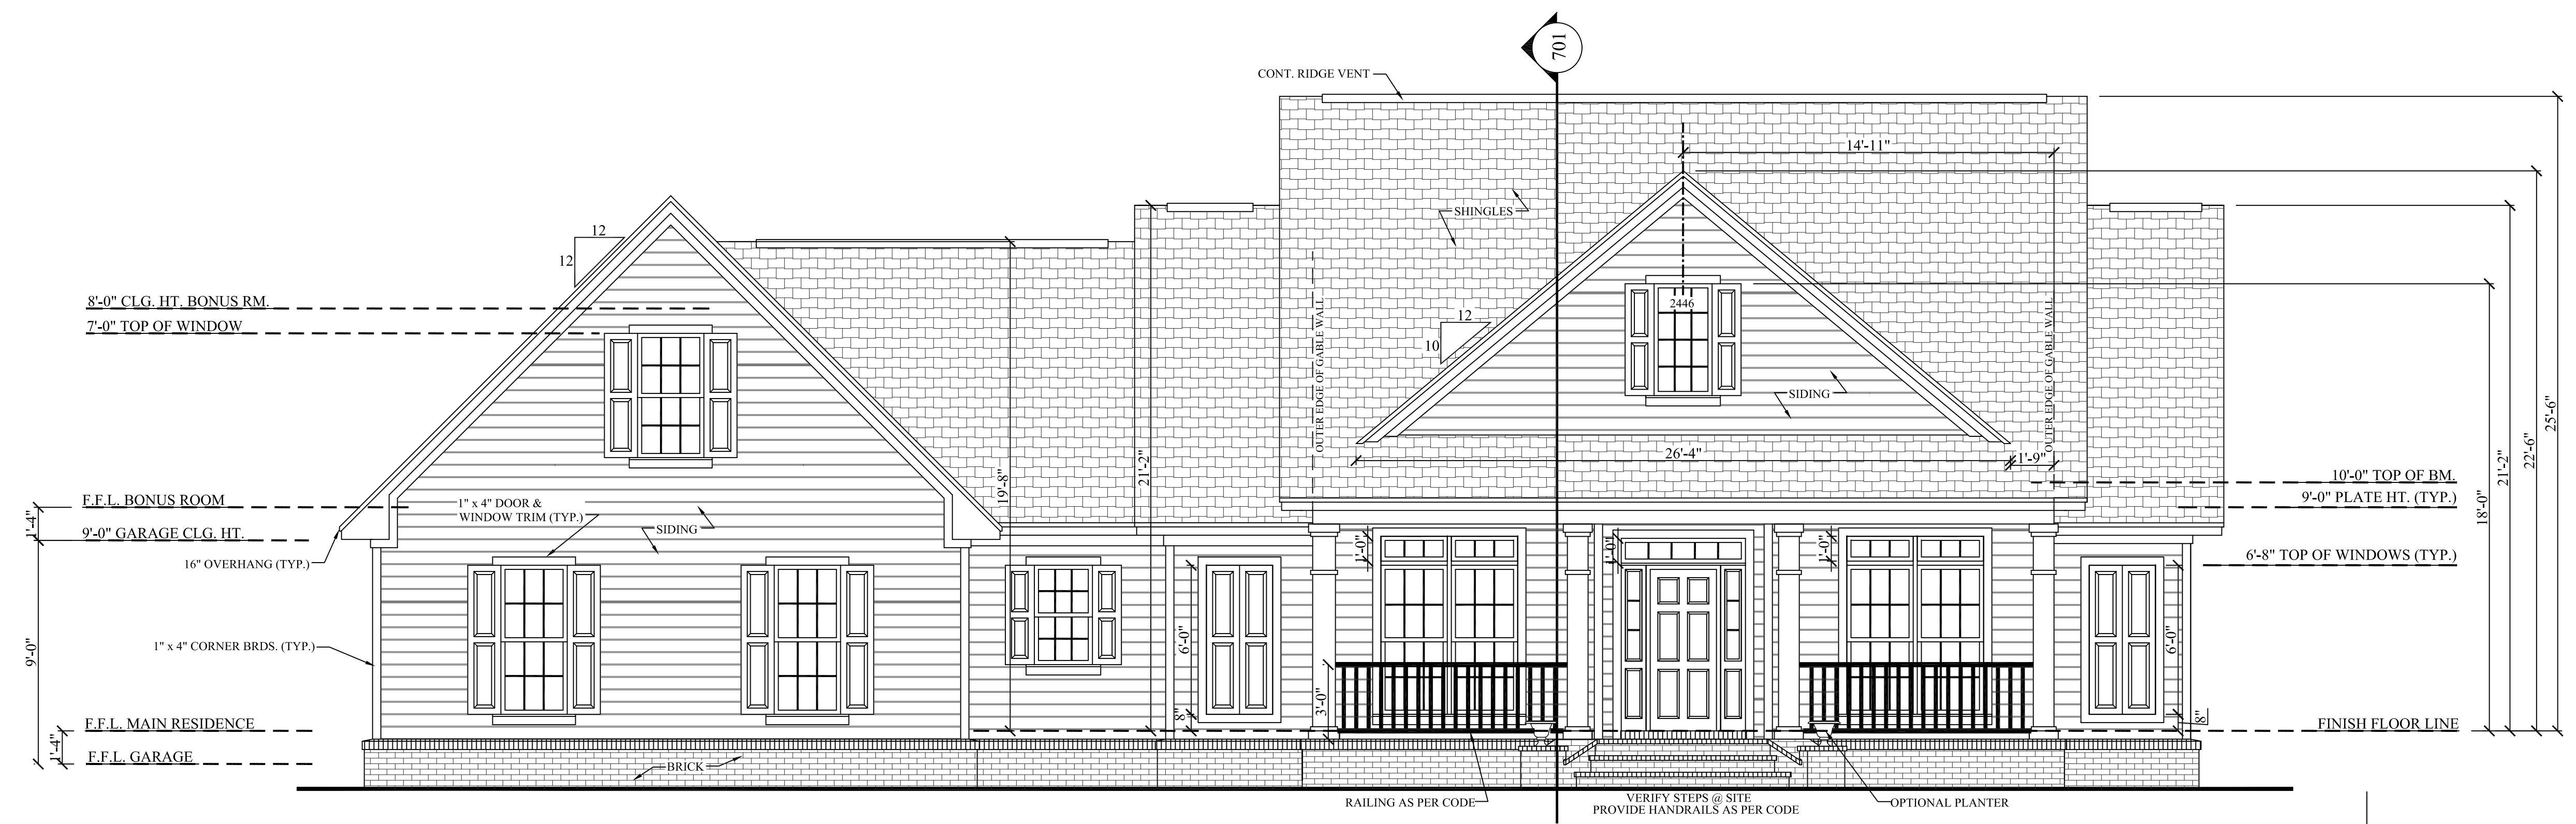 701
CONT. RIDGE VENT
14'-11"
SHINGLES
12
12
8'-0" CLG. HT. BONUS RM.
7'-0" TOP OF WINDOW
2446
OUTER EDGE OF GABLE WALL
OUTER EDGE OF GABLE WALL
12
10
SIDING
25'-6"
22'-6"
21'-2"
18'-0"
26'-4"
1'-9"
21'-2"
19'-8"
10'-0" TOP OF BM.
9'-0" PLATE HT. (TYP.)
F.F.L. BONUS ROOM
1'-4"
9'-0" GARAGE CLG. HT.
1" x 4" DOOR &
WINDOW TRIM (TYP.)
SIDING
16" OVERHANG (TYP.)
1'-0"
1'-0"
1'-0"
6'-8" TOP OF WINDOWS (TYP.)
9'-0"
1" x 4" CORNER BRDS. (TYP.)
6'-0"
6'-0"
3'-0"
8"
8"
F.F.L. MAIN RESIDENCE
1'-4"
F.F.L. GARAGE
FINISH FLOOR LINE
BRICK
RAILING AS PER CODE
VERIFY STEPS @ SITE
PROVIDE HANDRAILS AS PER CODE
OPTIONAL PLANTER